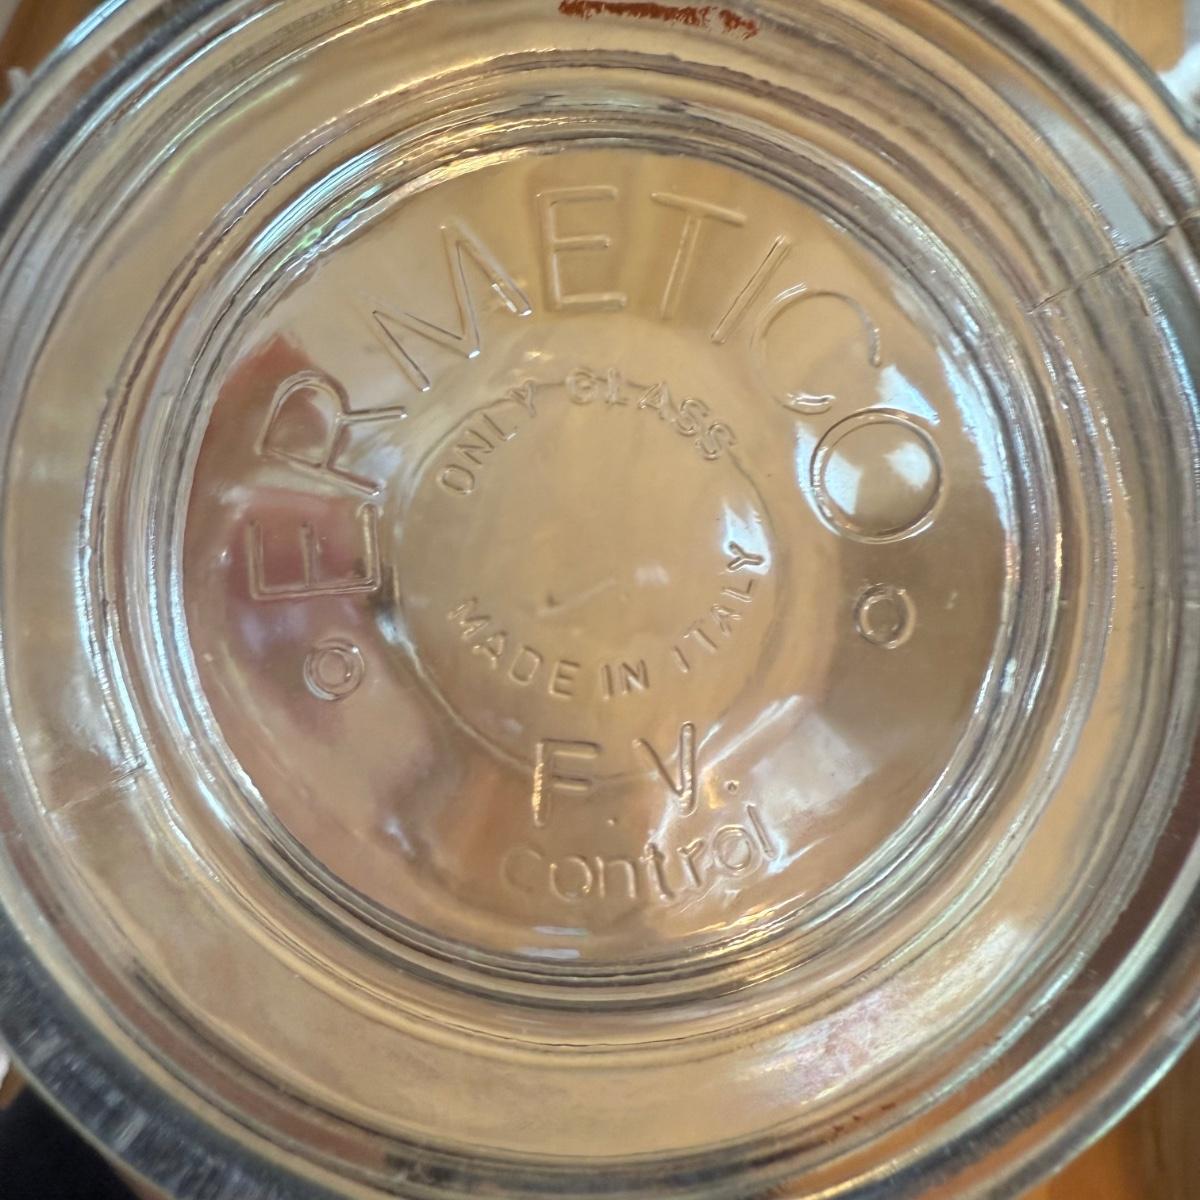 ERMETICO
ONLY GLASS
MADE IN ITALY
F.V.
control